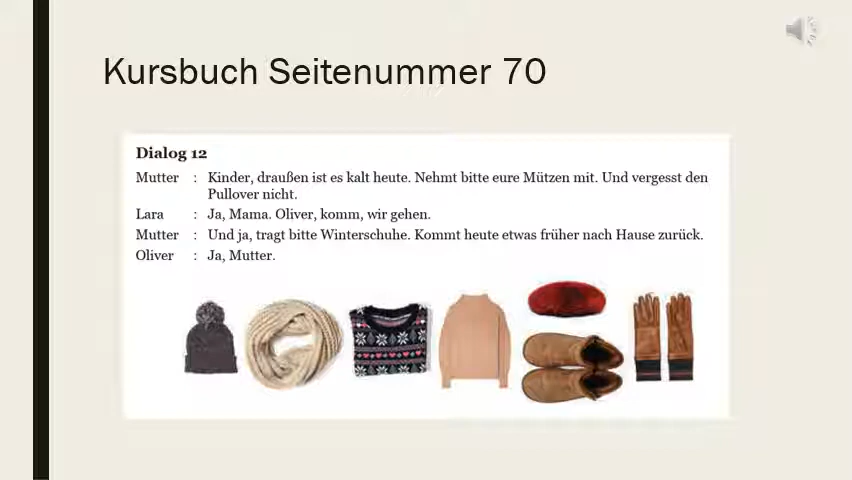 Kursbuch Seitenummer 70
Dialog 12
Mutter : Kinder, draußen ist es kalt heute. Nehmt bitte eure Mützen mit. Und vergesst den
Pullover nicht.
Lara : Ja, Mama. Oliver, komm, wir gehen.
Mutter : Und ja, tragt bitte Winterschuhe. Kommt heute etwas früher nach Hause zurück.
Oliver : Ja, Mutter.